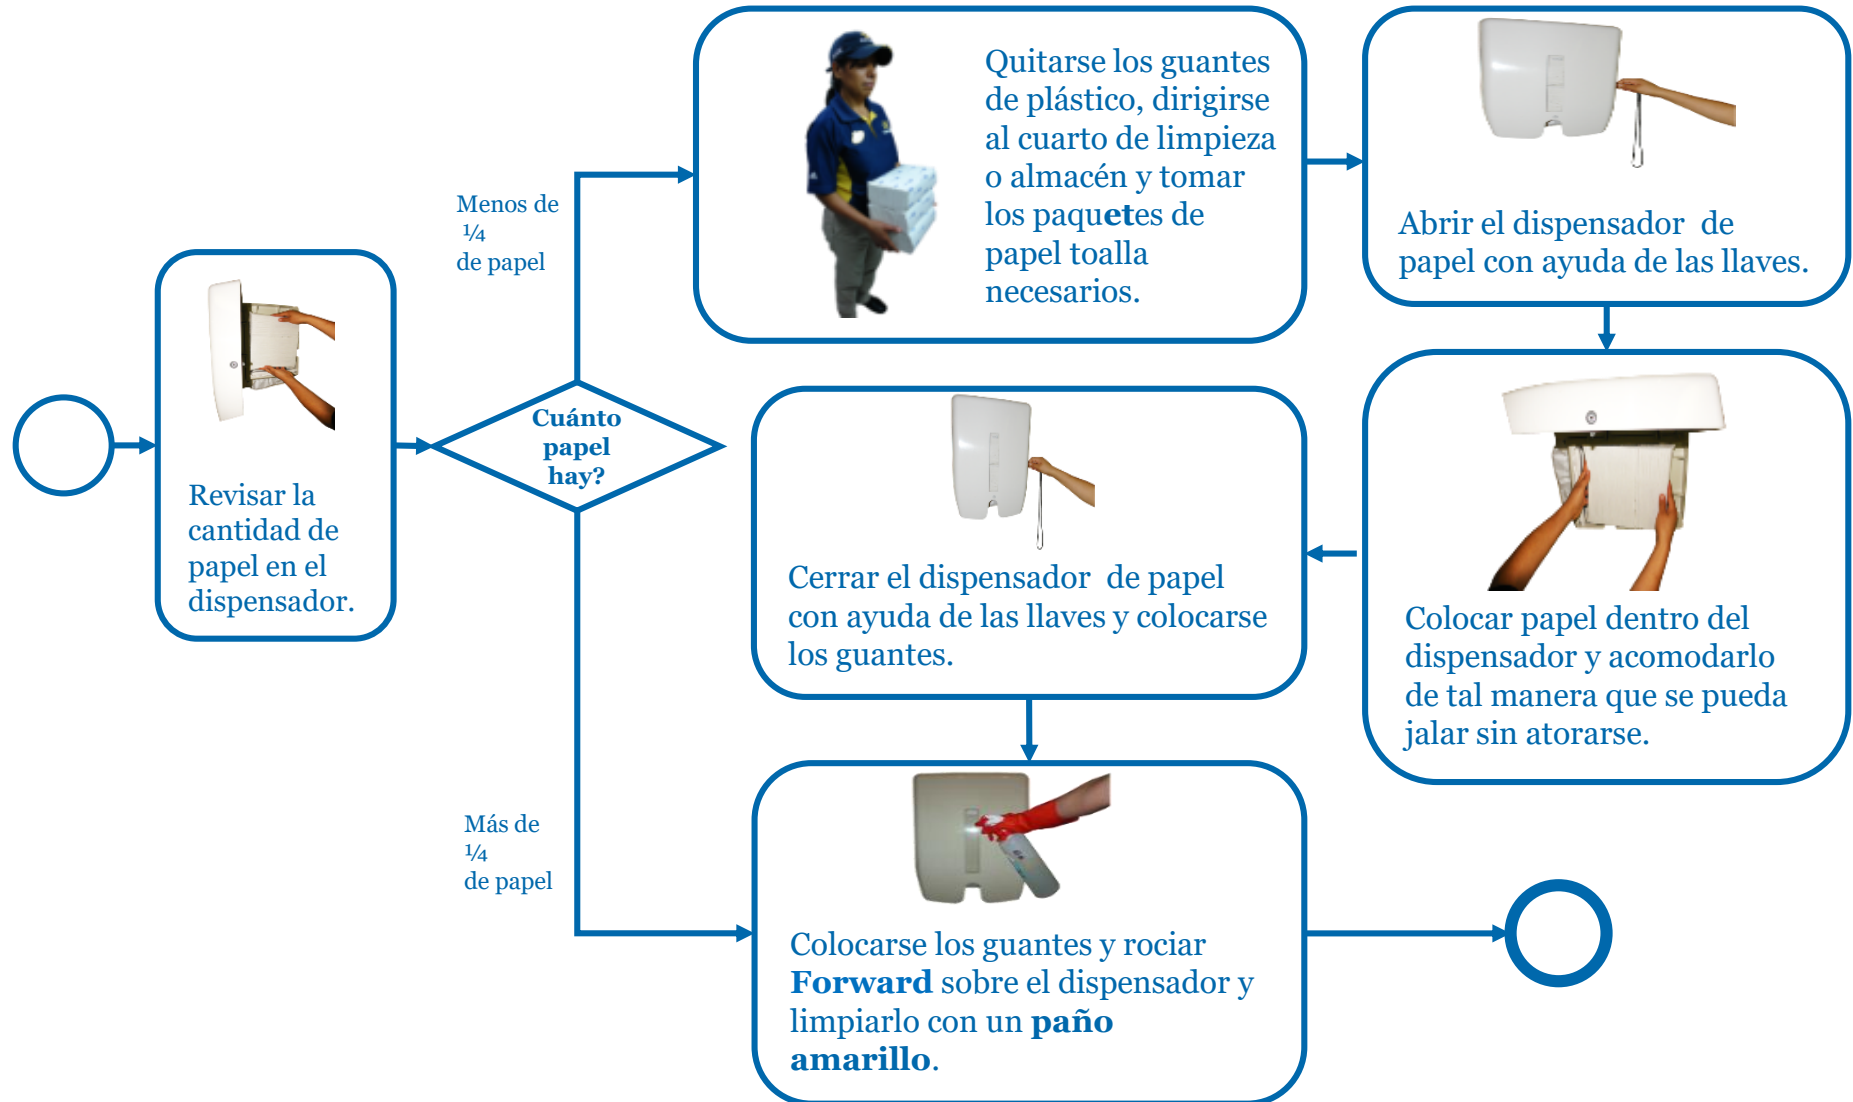 Revisar la
cantidad de
papel en el
dispensador.
Cuánto
papel
hay?
Menos de
¼
de papel
Quitarse los guantes
de plástico, dirigirse
al cuarto de limpieza
o almacén y tomar
los paquetes de
papel toalla
necesarios.
Abrir el dispensador de
papel con ayuda de las llaves.
Colocar papel dentro del
dispensador y acomodarlo
de tal manera que se pueda
jalar sin atorarse.
Cerrar el dispensador de papel
con ayuda de las llaves y colocarse
los guantes.
Más de
¼
de papel
Colocarse los guantes y rociar
Forward sobre el dispensador y
limpiarlo con un paño
amarillo.